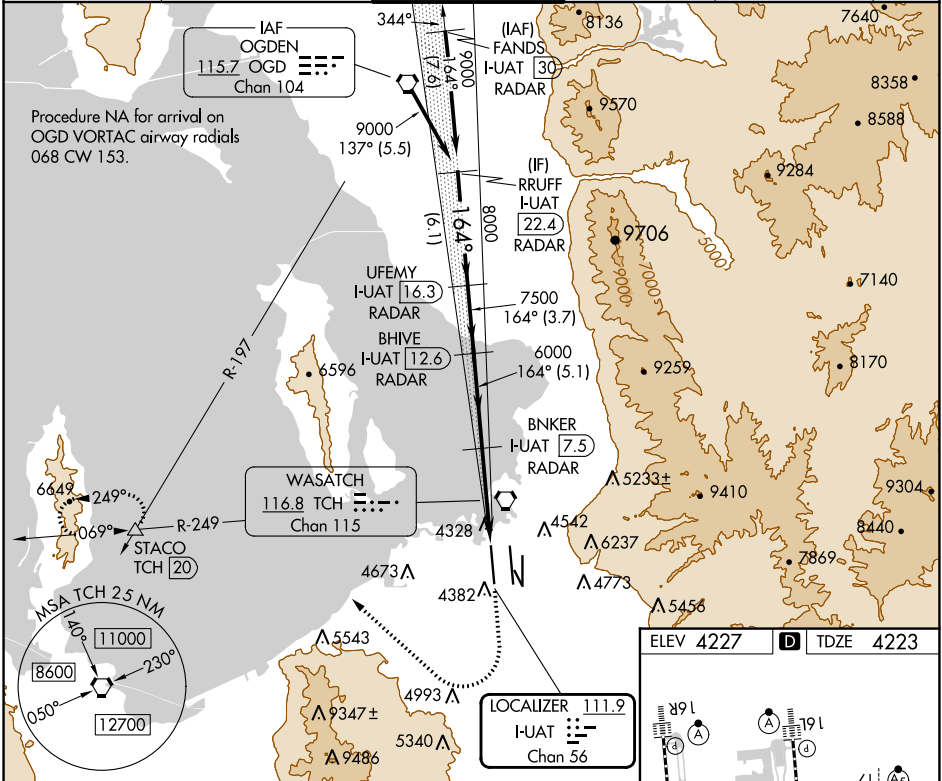 IAF
OGDEN
115.7 OGD
Chan 104
Procedure NA for arrival on
OGD VORTAC airway radials
068 CW 153.
344°
(7.6)
164°
9000
(IAF)
FANDS
I-UAT 30
RADAR
8136
7640
8358
8588
9570
9284
9000
137° (5.5)
(IF)
RRUFF
I-UAT
22.4
RADAR
(6.1)
164°
8000
9706
5000
9000
7000
7140
8170
UFEMY
I-UAT 16.3
RADAR
7500
164° (3.7)
BHIVE
I-UAT 12.6
RADAR
6000
164° (5.1)
9259
R-197
6596
BNKER
I-UAT 7.5
RADAR
5233±
9410
9304
8440
7869
WASATCH
116.8 TCH
Chan 115
6649
249°
069°
R-249
STACO
TCH 20
4328
4542
6237
4773
5456
4673
4382
MSA TCH 25 NM
140°
11000
8600
230°
050°
12700
5543
4993
9347±
5340
9486
LOCALIZER 111.9
I-UAT
Chan 56
ELEV 4227 D TDZE 4223
16R
A
P
A
16L
P
17
A5